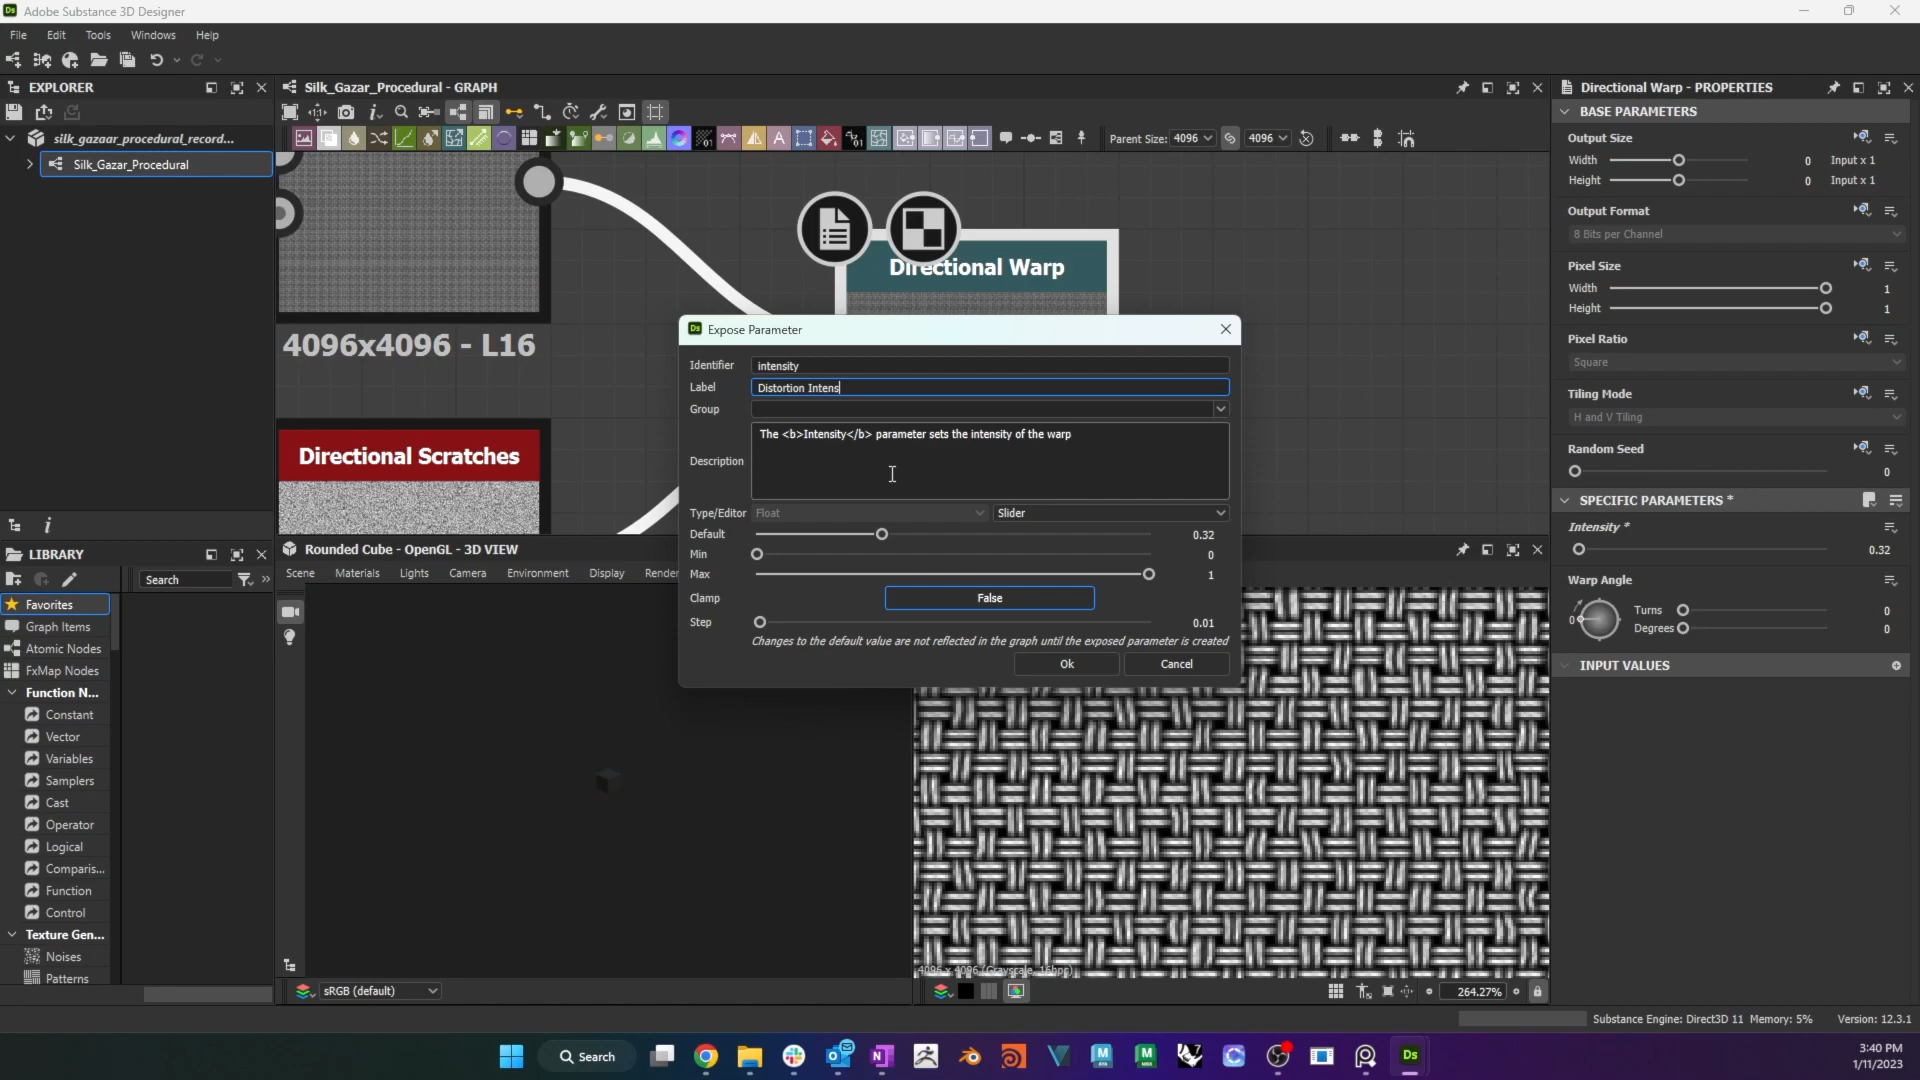 Adobe Substance 3D Designer
File Edit Tools Windows Help
EXPLORER
silk_gazaar_procedural_record...
Silk_Gazar_Procedural
LIBRARY
Search
Favorites
Graph Items
Atomic Nodes
FxMap Nodes
Function N...
Constant
Vector
Variables
Samplers
Cast
Operator
Logical
Comparis...
Function
Control
Texture Gen...
Noises
Patterns
Silk_Gazar_Procedural - GRAPH
Parent Size: 4096 4096
Directional Warp
4096x4096 - L16
Directional Scratches
Expose Parameter
Identifier intensity
Label Distortion Intens
Group
Description The <b>Intensity</b> parameter sets the intensity of the warp
Type/Editor Float Slider
Default 0.32
Min 0
Max 1
Clamp False
Step 0.01
Changes to the default value are not reflected in the graph until the exposed parameter is created
Ok Cancel
Rounded Cube - OpenGL - 3D VIEW
Scene Materials Lights Camera Environment Display Render
sRGB (default)
4096 x 4096 (Grayscale, 16bpc)
264.27%
Directional Warp - PROPERTIES
BASE PARAMETERS
Output Size
Width 0 Input x 1
Height 0 Input x 1
Output Format
8 Bits per Channel
Pixel Size
Width 1
Height 1
Pixel Ratio
Square
Tiling Mode
H and V Tiling
Random Seed
0
SPECIFIC PARAMETERS *
Intensity *
0.32
Warp Angle
0 Turns 0
Degrees 0
INPUT VALUES
Substance Engine: Direct3D 11 Memory: 5% Version: 12.3.1
Search
Ds
3:40 PM
1/11/2023